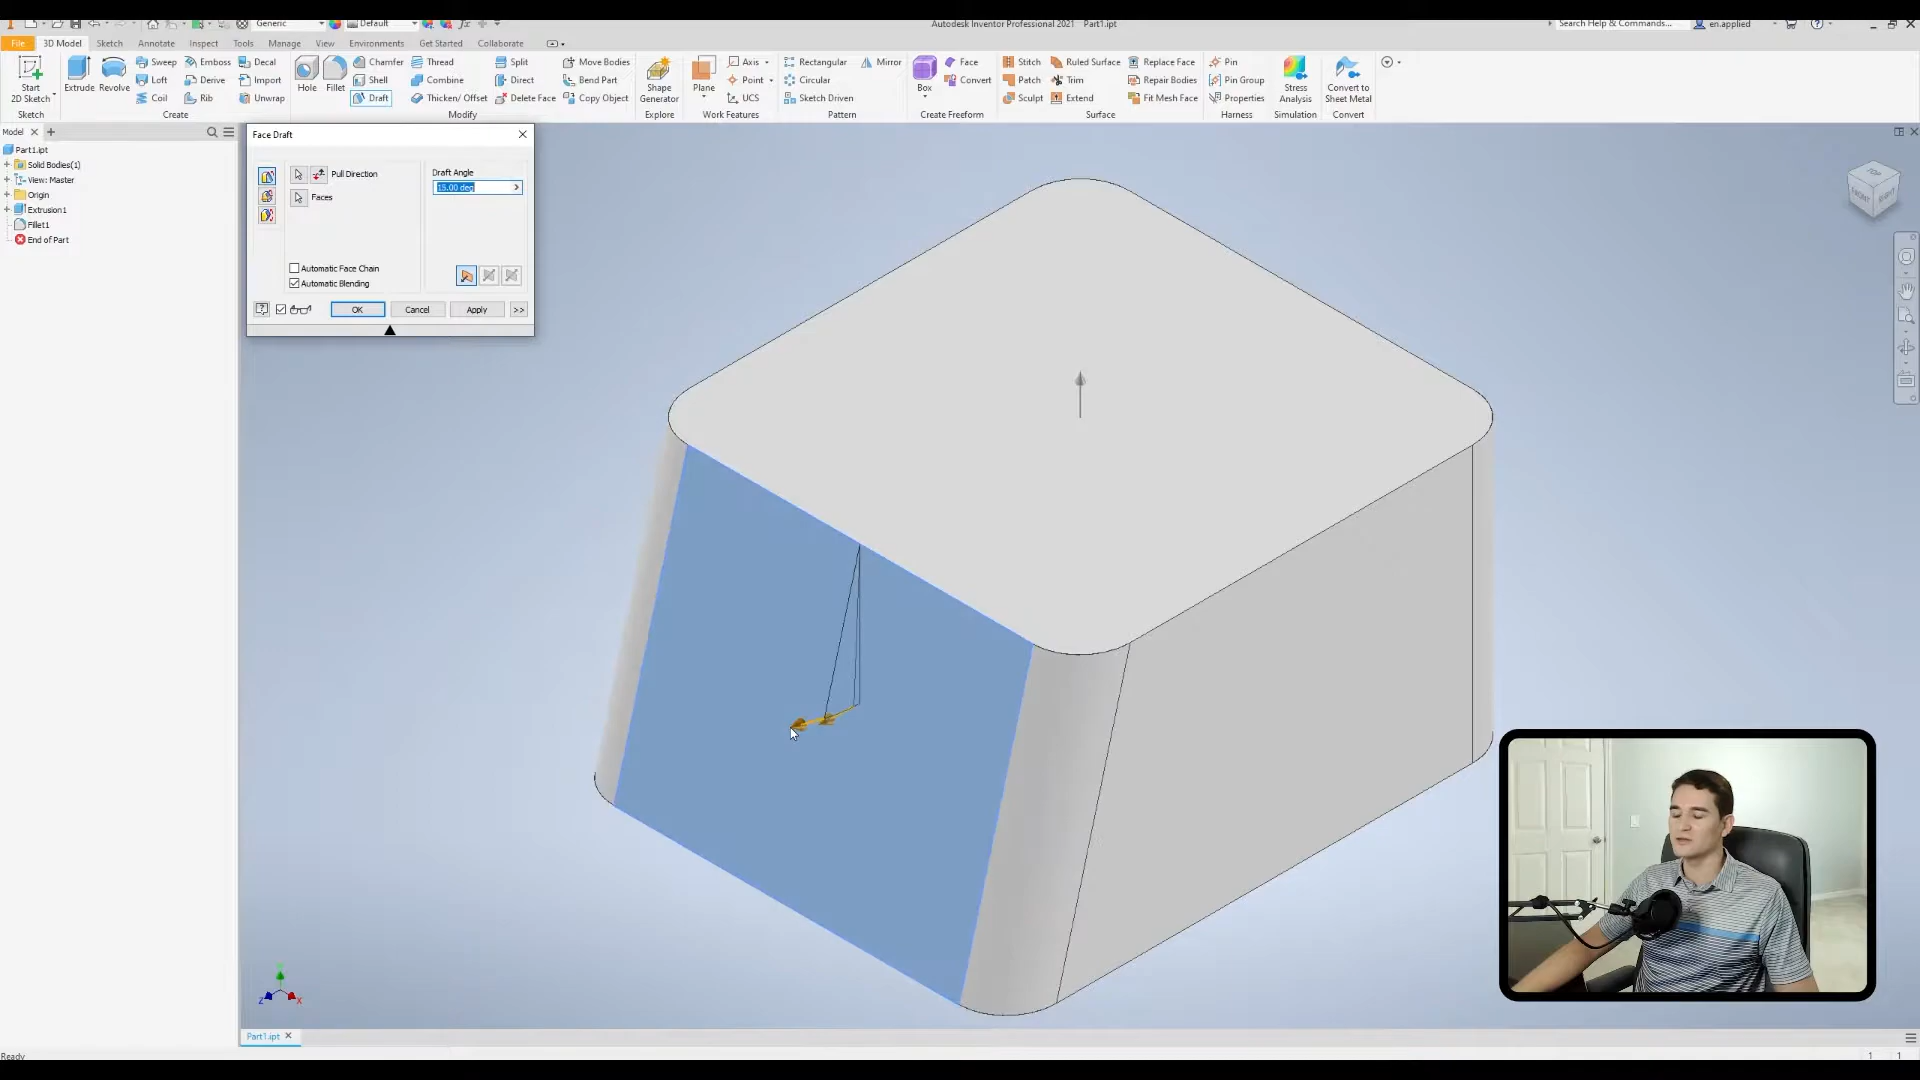 Generic
Default
Autodesk Inventor Professional 2021 Part1.ipt
Search Help & Commands...
en.applied
File 3D Model Sketch Annotate Inspect Tools Manage View Environments Get Started Collaborate
Start
2D Sketch
Sketch
Extrude
Revolve
Sweep
Loft
Coil
Emboss
Derive
Rib
Decal
Import
Unwrap
Create
Hole
Fillet
Chamfer
Shell
Draft
Thread
Combine
Thicken/ Offset
Split
Direct
Delete Face
Move Bodies
Bend Part
Copy Object
Modify
Shape
Generator
Explore
Plane
Axis
Point
UCS
Work Features
Rectangular
Circular
Sketch Driven
Mirror
Pattern
Box
Face
Convert
Create Freeform
Stitch
Patch
Sculpt
Ruled Surface
Trim
Extend
Replace Face
Repair Bodies
Fit Mesh Face
Surface
Pin
Pin Group
Properties
Harness
Stress
Analysis
Simulation
Convert to
Sheet Metal
Convert
Model
Part1.ipt
Solid Bodies(1)
View: Master
Origin
Extrusion1
Fillet1
End of Part
Face Draft
Pull Direction
Faces
Draft Angle
15.00 deg
Automatic Face Chain
Automatic Blending
OK Cancel Apply >>
TOP
FRONT
RIGHT
Z X
Part1.ipt
Ready
1 1